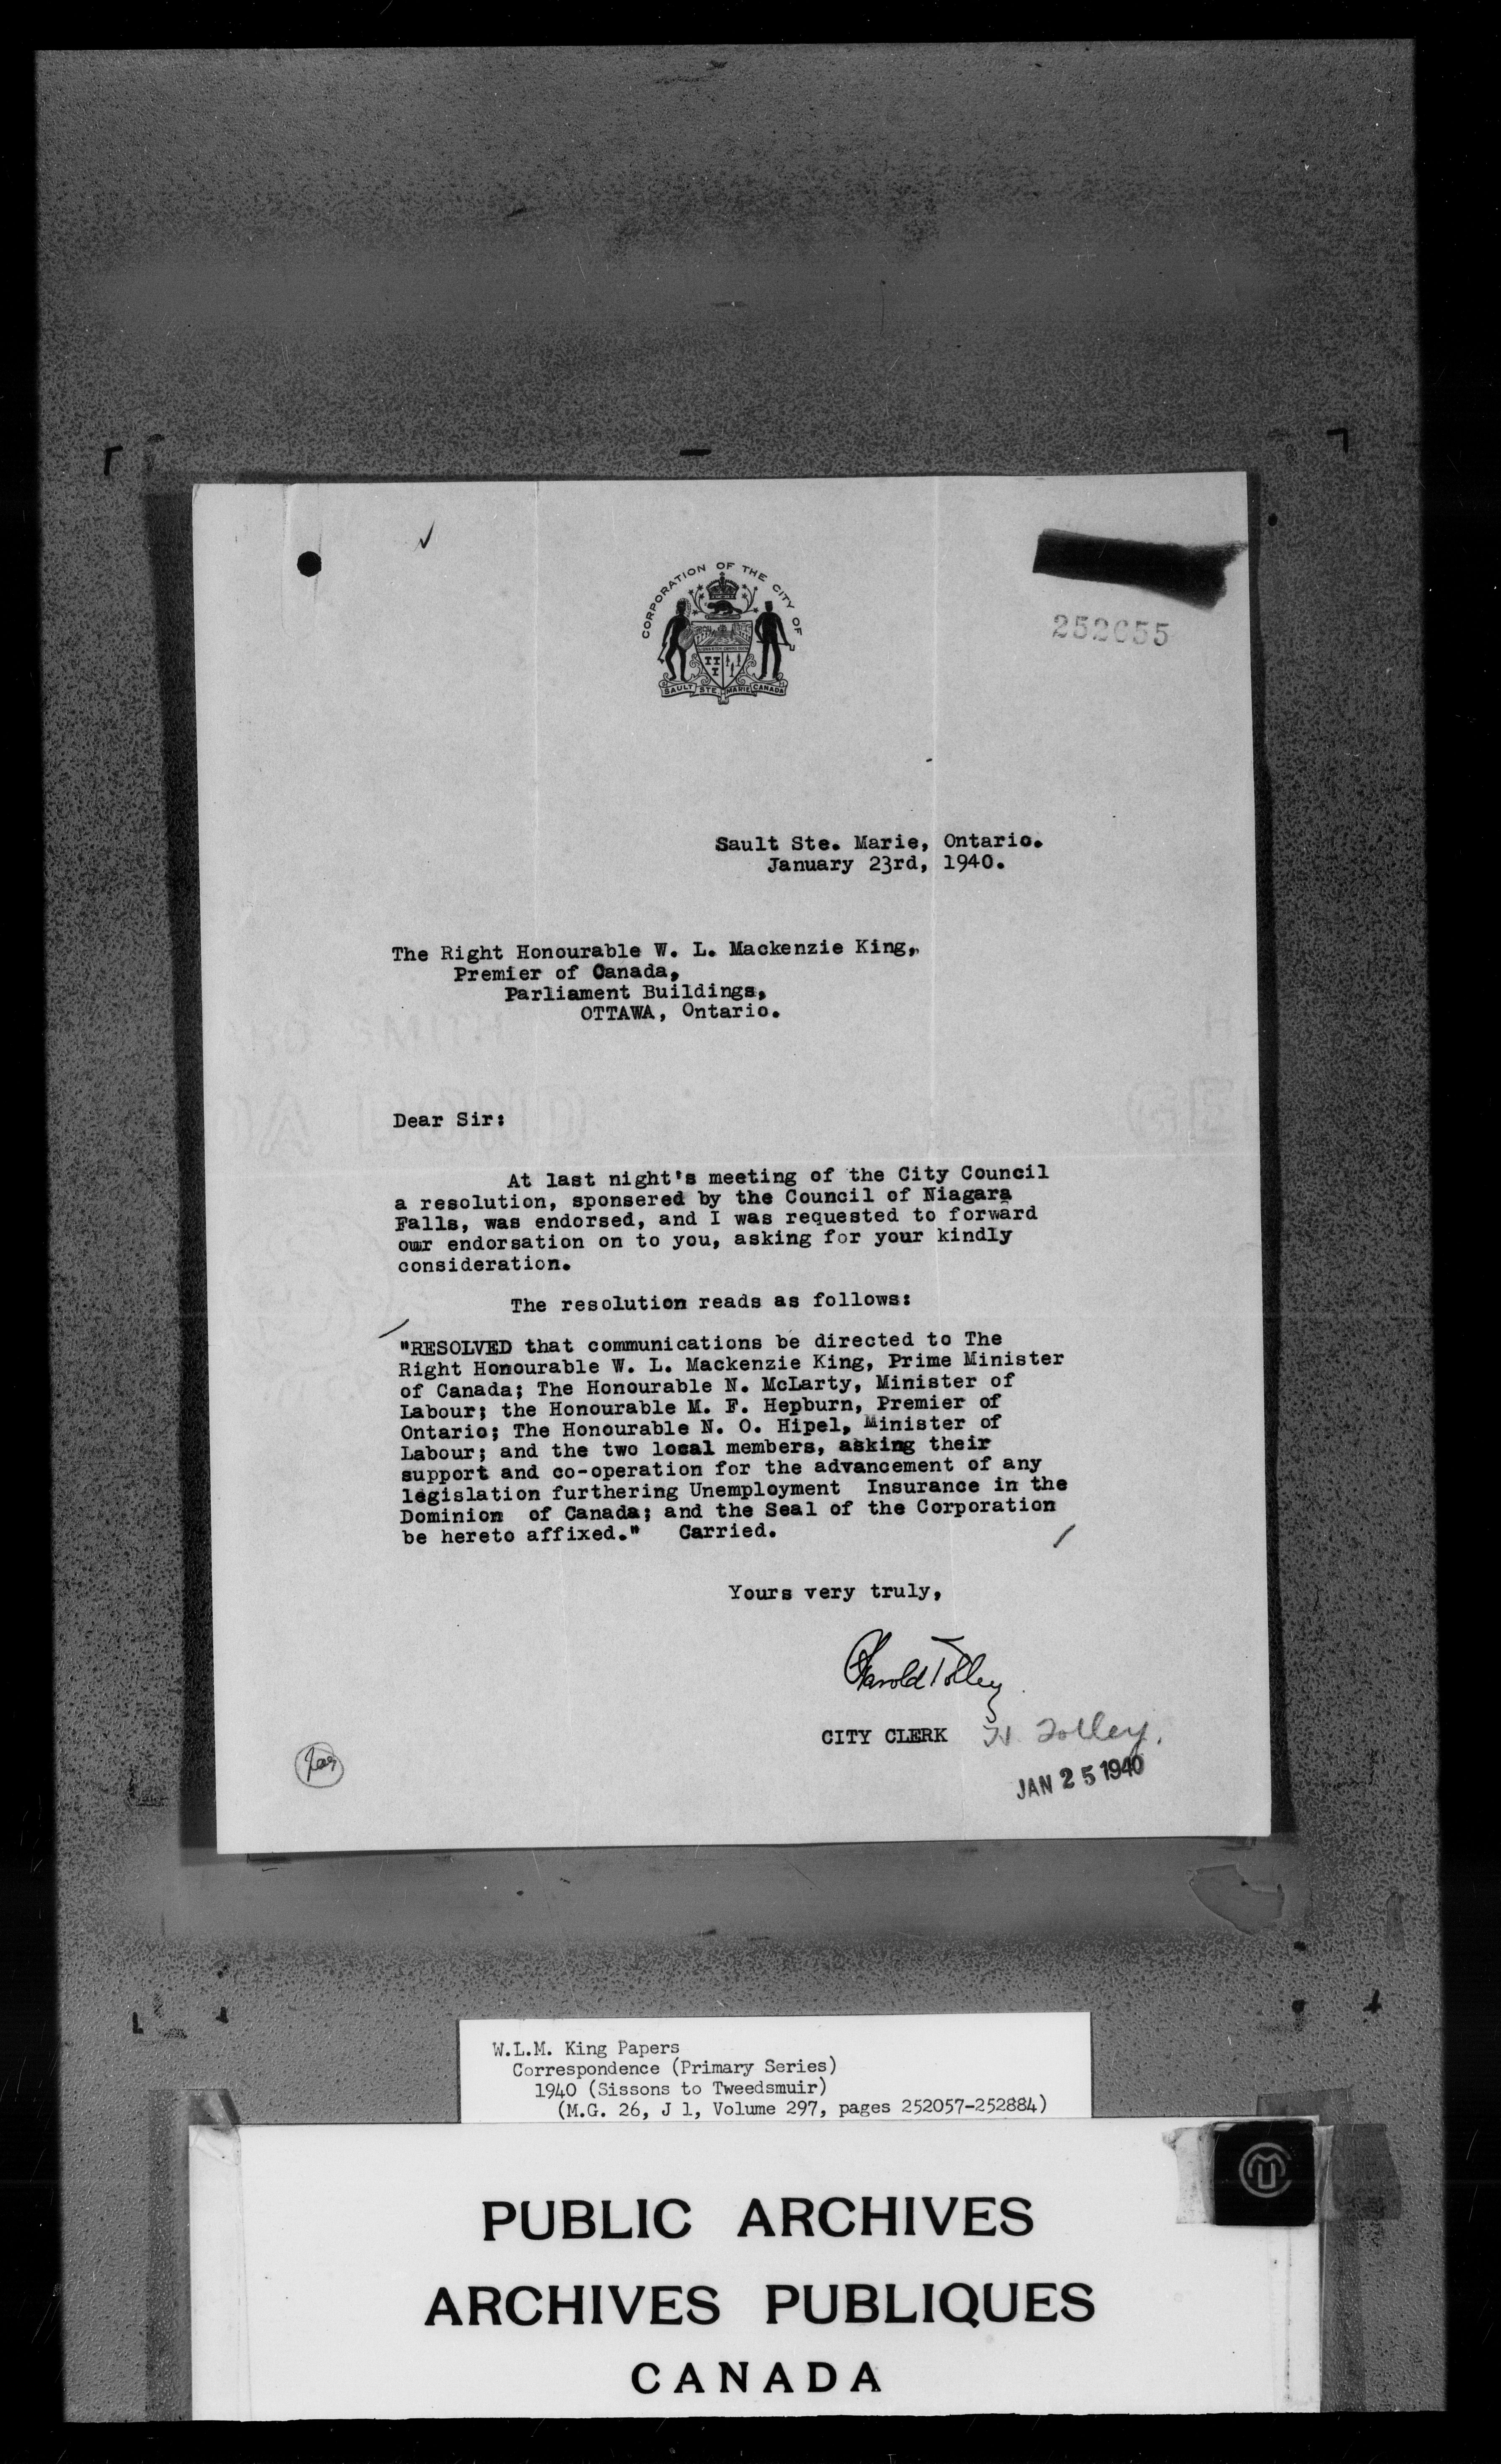 CORPORATION OF THE CITY OF
SAULT STE. MARIE CANADA
Sault Ste. Marie, Ontario.
January 23rd, 1940.
The Right Honourable W. L. Mackenzie King,
Premier of Canada,
Parliament Buildings,
OTTAWA, Ontario.
Dear Sir:
At last night's meeting of the City Council
a resolution, sponsered by the Council of Niagara
Falls, was endorsed, and I was requested to forward
our endorsation on to you, asking for your kindly
consideration.
The resolution reads as follows:
"RESOLVED that communications be directed to The
Right Honourable W. L. Mackenzie King, Prime Minister
of Canada; The Honourable N. McLarty, Minister of
Labour; the Honourable M. F. Hepburn, Premier of
Ontario; The Honourable N. O. Hipel, Minister of
Labour; and the two local members, asking their
support and co-operation for the advancement of any
legislation furthering Unemployment Insurance in the
Dominion of Canada; and the Seal of the Corporation
be hereto affixed." Carried.
Yours very truly,
Harold Tolley
CITY CLERK H. Tolley.
JAN 25 1940
W.L.M. King Papers
Correspondence (Primary Series)
1940 (Sissons to Tweedsmuir)
(M.G. 26, J 1, Volume 297, pages 252057-252884)
PUBLIC ARCHIVES
ARCHIVES PUBLIQUES
CANADA